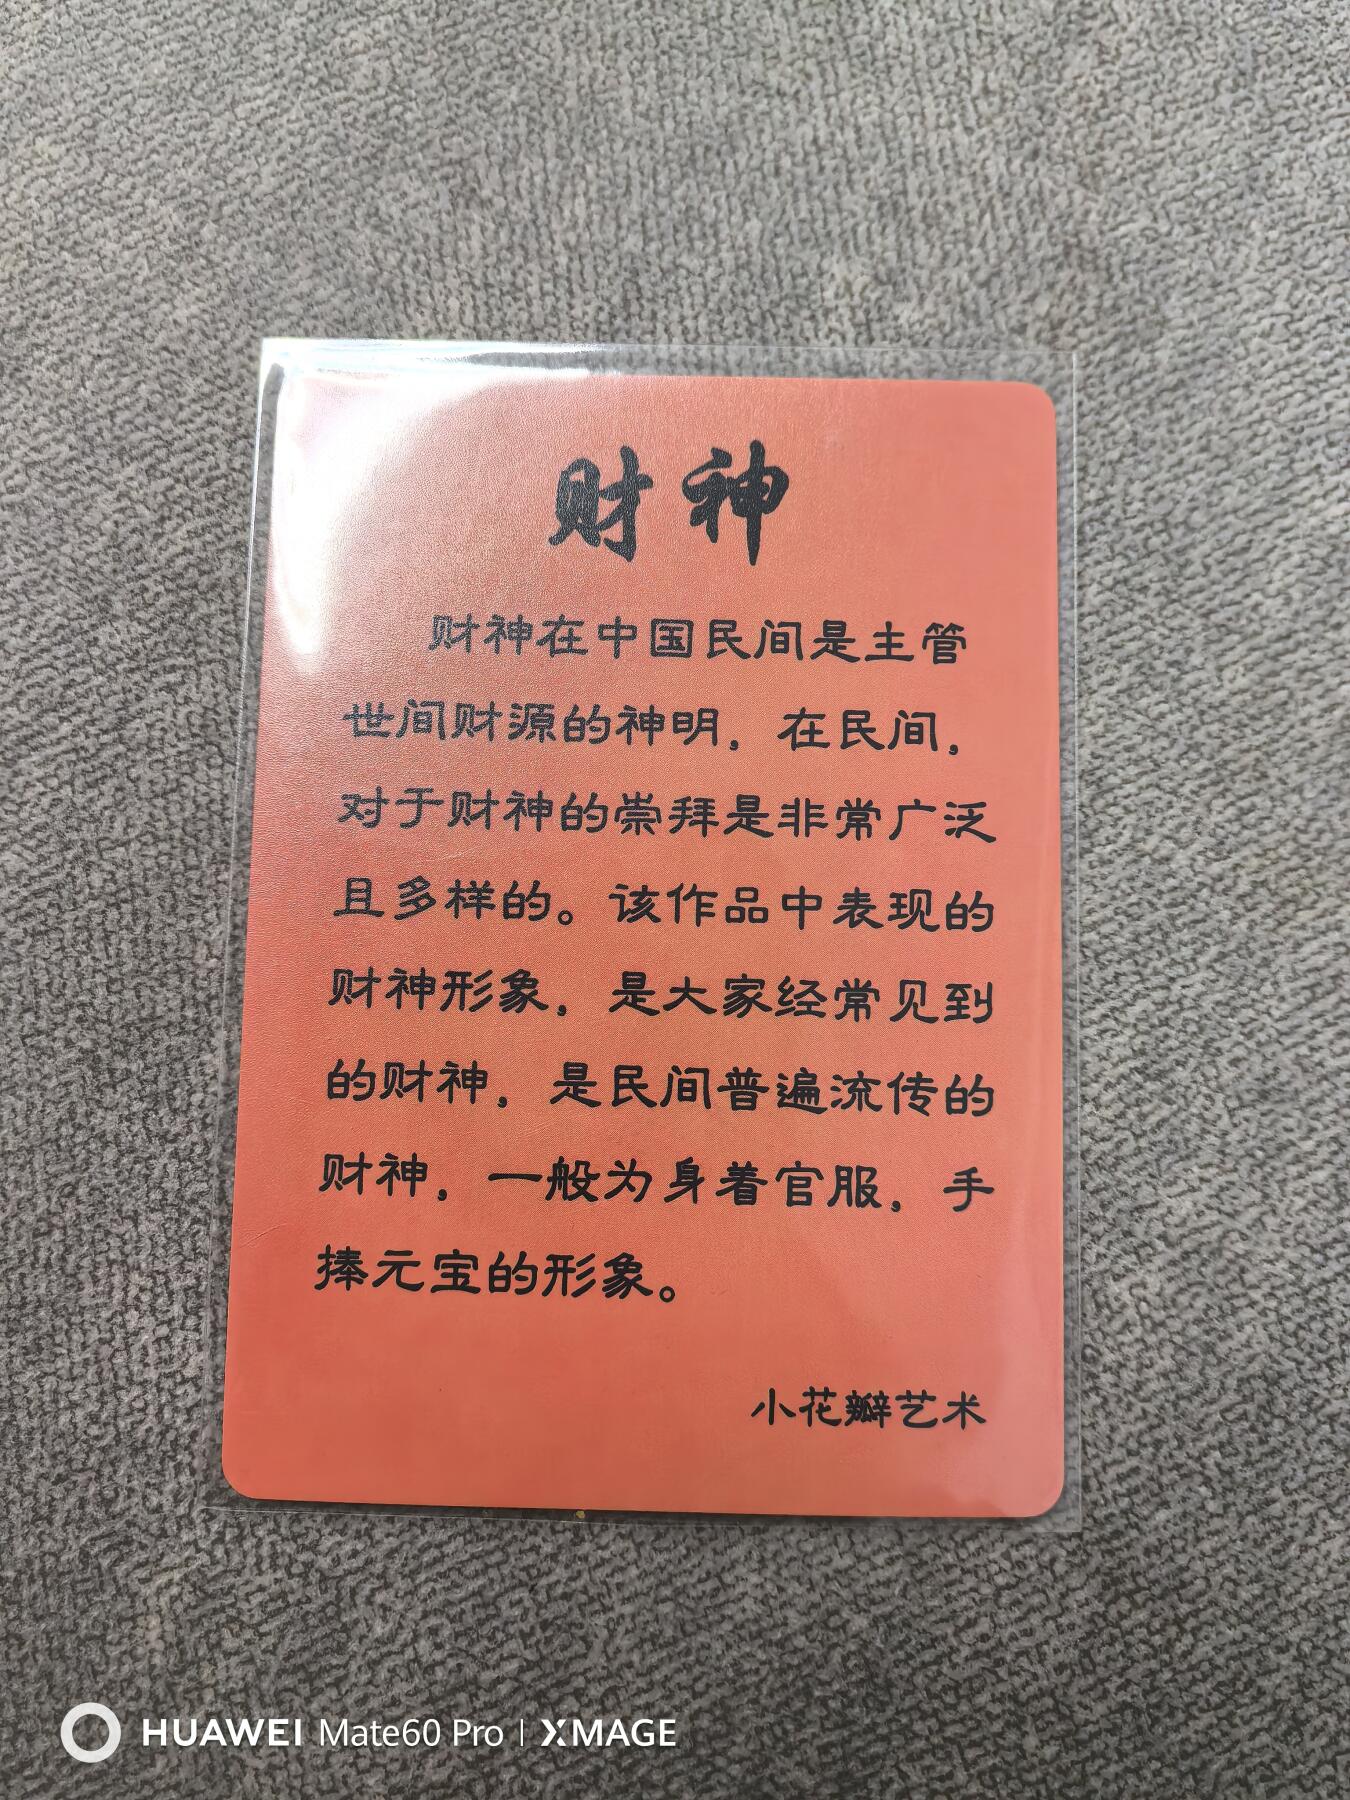 财神
财神在中国民间是主管
世间财源的神明，在民间，
对于财神的崇拜是非常广泛
且多样的。该作品中表现的
财神形象，是大家经常见到
的财神，是民间普遍流传的
财神，一般为身着官服，手
捧元宝的形象。
小花瓣艺术
HUAWEI Mate60 Pro | XMAGE